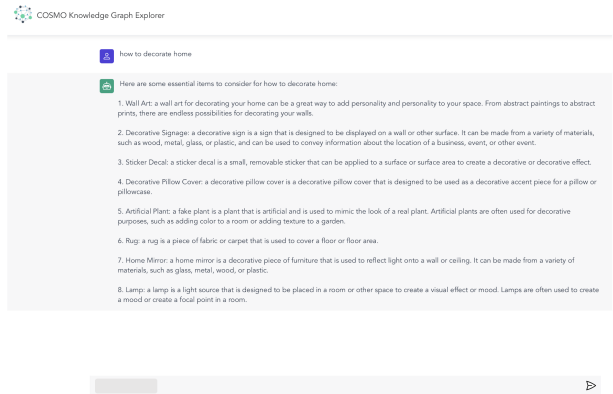 COSMO Knowledge Graph Explorer
how to decorate home
Here are some essential items to consider for how to decorate home:
1. Wall Art: a wall art for decorating your home can be a great way to add personality and personality to your space. From abstract paintings to abstract
prints, there are endless possibilities for decorating your walls.
2. Decorative Signage: a decorative sign is a sign that is designed to be displayed on a wall or other surface. It can be made from a variety of materials,
such as wood, metal, glass, or plastic, and can be used to convey information about the location of a business, event, or other event.
3. Sticker Decal: a sticker decal is a small, removable sticker that can be applied to a surface or surface area to create a decorative or decorative effect.
4. Decorative Pillow Cover: a decorative pillow cover is a decorative pillow cover that is designed to be used as a decorative accent piece for a pillow or
pillowcase.
5. Artificial Plant: a fake plant is a plant that is artificial and is used to mimic the look of a real plant. Artificial plants are often used for decorative
purposes, such as adding color to a room or adding texture to a garden.
6. Rug: a rug is a piece of fabric or carpet that is used to cover a floor or floor area.
7. Home Mirror: a home mirror is a decorative piece of furniture that is used to reflect light onto a wall or ceiling. It can be made from a variety of
materials, such as glass, metal, wood, or plastic.
8. Lamp: a lamp is a light source that is designed to be placed in a room or other space to create a visual effect or mood. Lamps are often used to create
a mood or create a focal point in a room.